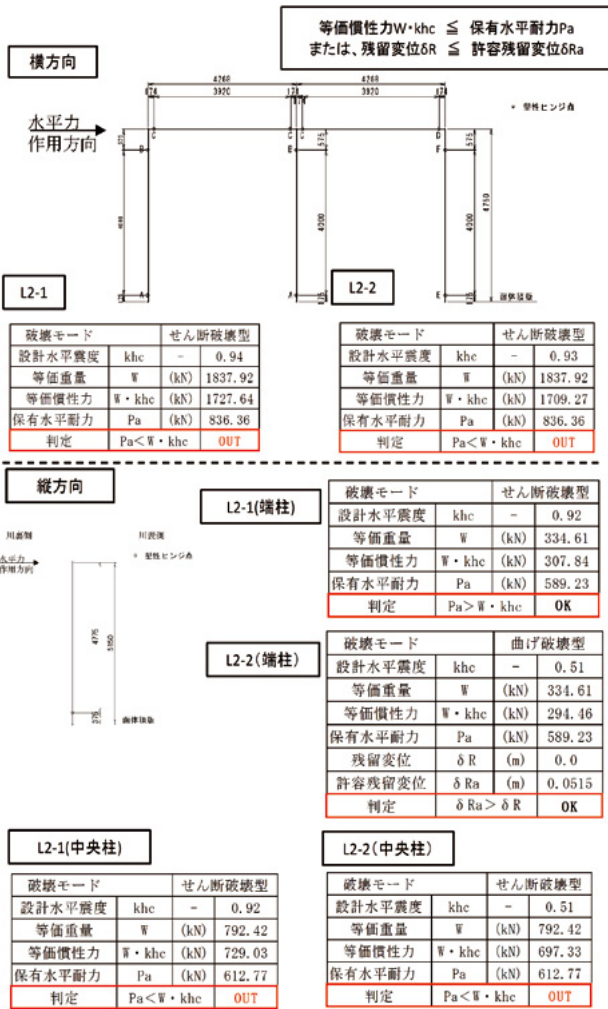 等価慣性力W・khc ≦ 保有水平耐力Pa
または、残留変位δR ≦ 許容残留変位δRa
横方向
4268 4268
174 3920 174 174 3920 174
• 塑性ヒンジ点
水平力
作用方向
C C C D
575
B E F
4000 4000 4750
A A E
175 175
L2-1
破壊モード せん断破壊型
設計水平震度 khc - 0.94
等価重量 W (kN) 1837.92
等価慣性力 W・khc (kN) 1727.64
保有水平耐力 Pa (kN) 836.36
判定 Pa<W・khc OUT
L2-2
破壊モード せん断破壊型
設計水平震度 khc - 0.93
等価重量 W (kN) 1837.92
等価慣性力 W・khc (kN) 1709.27
保有水平耐力 Pa (kN) 836.36
判定 Pa<W・khc OUT
縦方向
川裏側 川表側
水平力
作用方向
• 塑性ヒンジ点
4775 5150
375
L2-1(端柱)
破壊モード せん断破壊型
設計水平震度 khc - 0.92
等価重量 W (kN) 334.61
等価慣性力 W・khc (kN) 307.84
保有水平耐力 Pa (kN) 589.23
判定 Pa>W・khc OK
L2-2(端柱)
破壊モード 曲げ破壊型
設計水平震度 khc - 0.51
等価重量 W (kN) 334.61
等価慣性力 W・khc (kN) 294.46
保有水平耐力 Pa (kN) 589.23
残留変位 δR (m) 0.0
許容残留変位 δRa (m) 0.0515
判定 δRa>δR OK
L2-1(中央柱)
破壊モード せん断破壊型
設計水平震度 khc - 0.92
等価重量 W (kN) 792.42
等価慣性力 W・khc (kN) 729.03
保有水平耐力 Pa (kN) 612.77
判定 Pa<W・khc OUT
L2-2(中央柱)
破壊モード せん断破壊型
設計水平震度 khc - 0.51
等価重量 W (kN) 792.42
等価慣性力 W・khc (kN) 697.33
保有水平耐力 Pa (kN) 612.77
判定 Pa<W・khc OUT